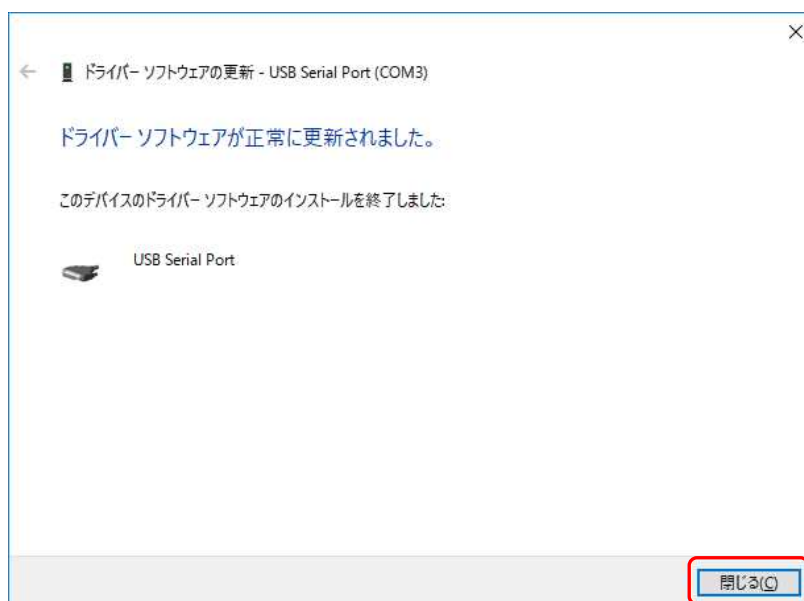 ドライバー ソフトウェアの更新 - USB Serial Port (COM3)
ドライバー ソフトウェアが正常に更新されました。
このデバイスのドライバー ソフトウェアのインストールを終了しました:
USB Serial Port
閉じる(C)